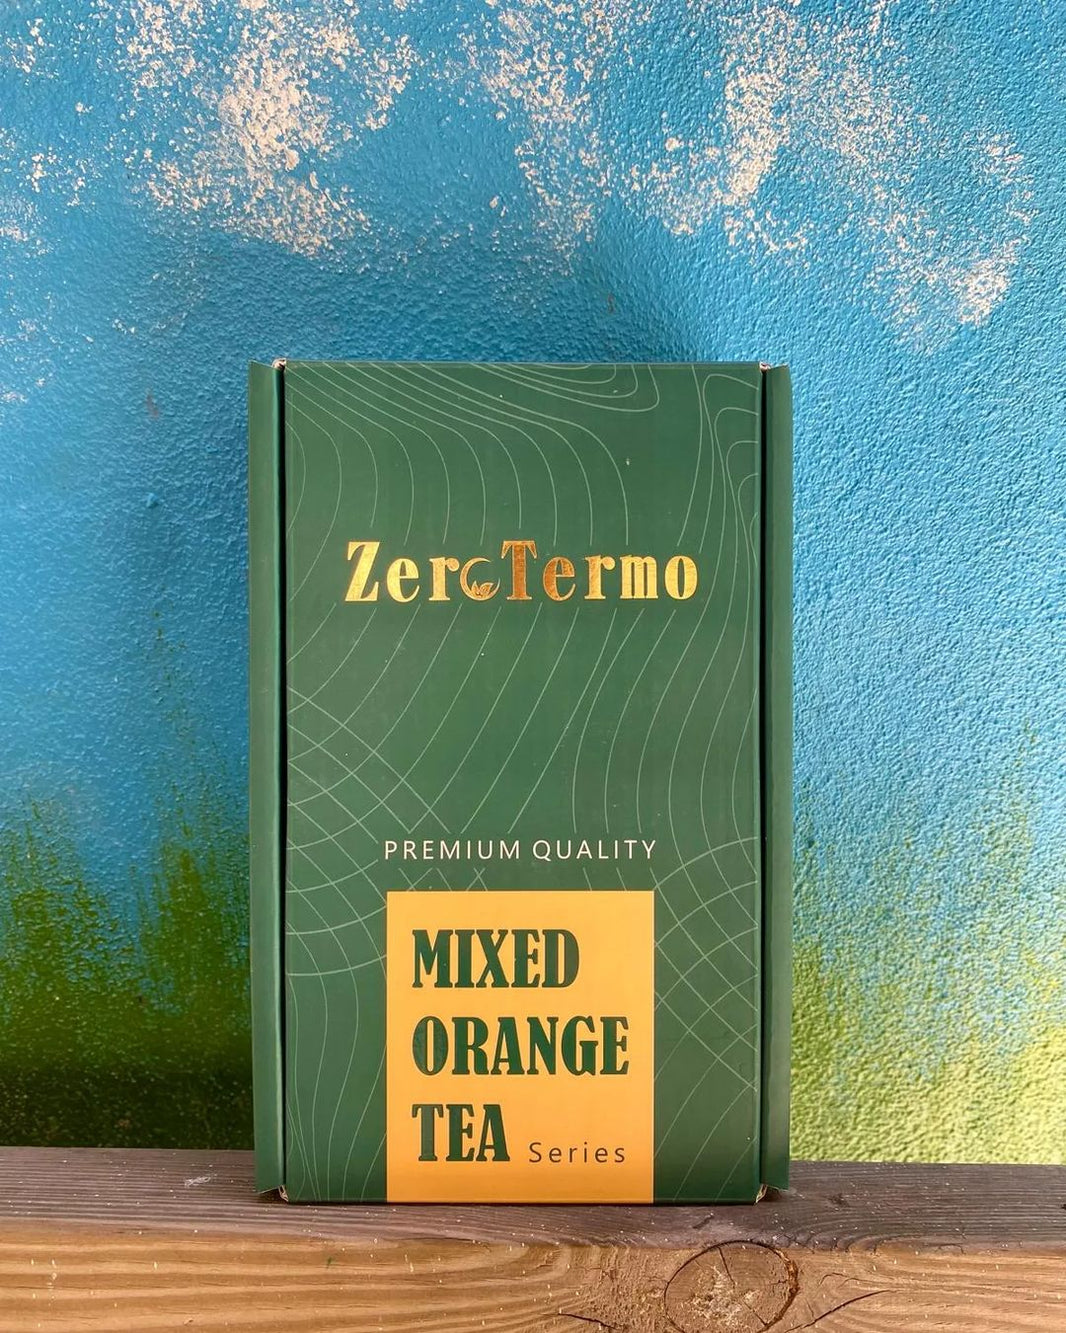 ZeroTermo
PREMIUM QUALITY
MIXED
ORANGE
TEA Series